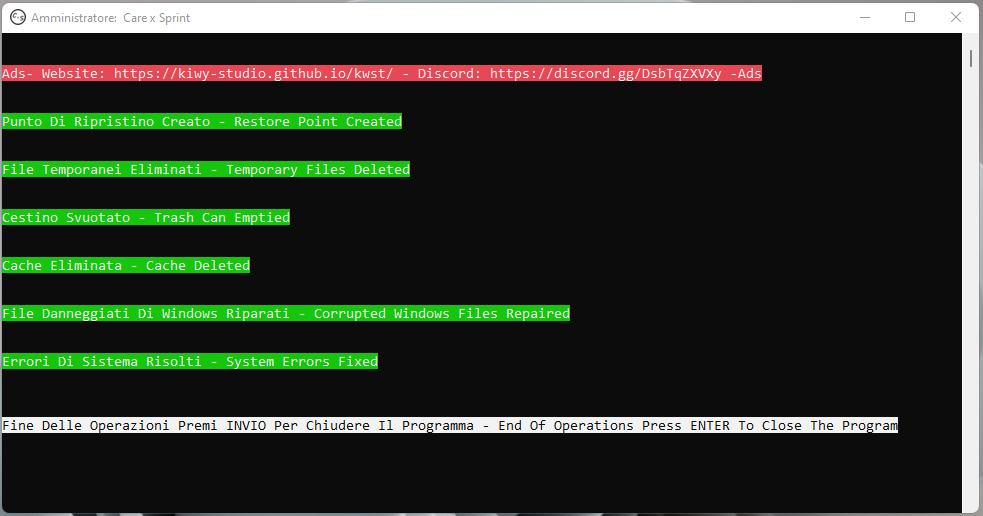 C×S
Amministratore: Care x Sprint
Ads- Website: https://kiwy-studio.github.io/kwst/ - Discord: https://discord.gg/DsbTqZXVXy -Ads
Punto Di Ripristino Creato - Restore Point Created
File Temporanei Eliminati - Temporary Files Deleted
Cestino Svuotato - Trash Can Emptied
Cache Eliminata - Cache Deleted
File Danneggiati Di Windows Riparati - Corrupted Windows Files Repaired
Errori Di Sistema Risolti - System Errors Fixed
Fine Delle Operazioni Premi INVIO Per Chiudere Il Programma - End Of Operations Press ENTER To Close The Program